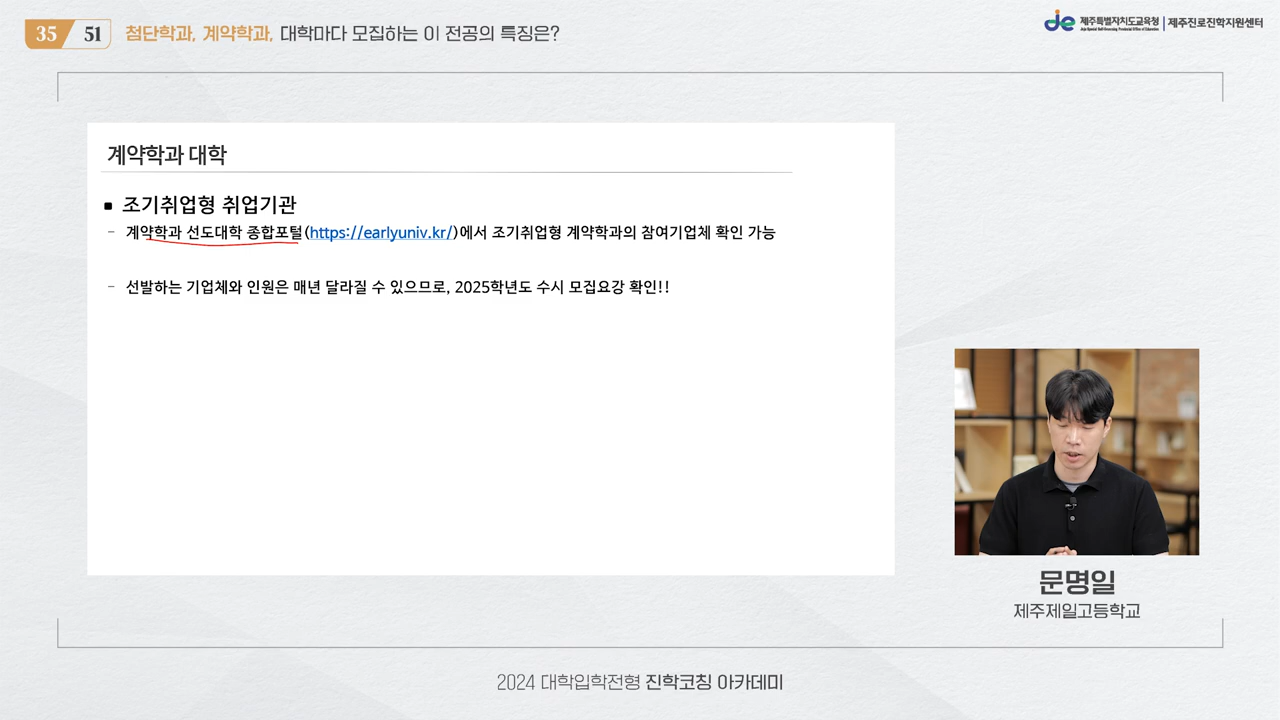 35 51 첨단학과, 계약학과, 대학마다 모집하는 이 전공의 특징은?
제주특별자치도교육청 제주진로진학지원센터
계약학과 대학
조기취업형 취업기관
- 계약학과 선도대학 종합포털(https://earlyuniv.kr/)에서 조기취업형 계약학과의 참여기업체 확인 가능
- 선발하는 기업체와 인원은 매년 달라질 수 있으므로, 2025학년도 수시 모집요강 확인!!
문명일
제주제일고등학교
2024 대학입학전형 진학코칭 아카데미